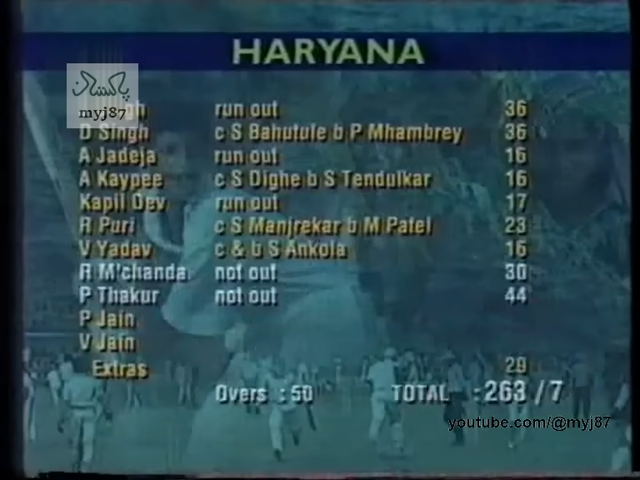 HARYANA
پاکستان
myj87
run out 36
D Singh c S Bahutule b P Mhambrey 36
A Jadeja run out 16
A Kaypee c S Dighe b S Tendulkar 16
Kapil Dev run out 17
R Puri c S Manjrekar b M Patel 23
V Yadav c & b S Ankola 16
R M'chanda not out 30
P Thakur not out 44
P Jain
V Jain
Extras 29
Overs : 50 TOTAL : 263 / 7
youtube.com/@myj87